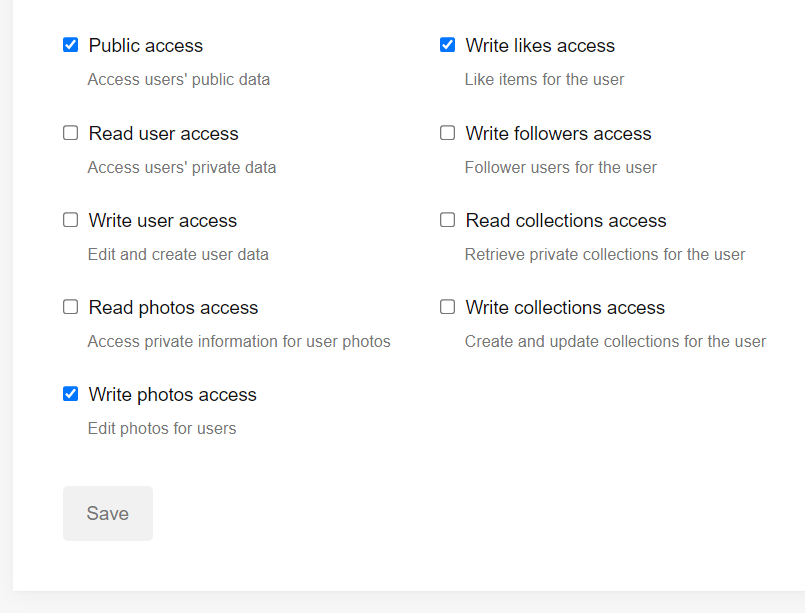 Public access
Access users' public data
Read user access
Access users' private data
Write user access
Edit and create user data
Read photos access
Access private information for user photos
Write photos access
Edit photos for users
Write likes access
Like items for the user
Write followers access
Follower users for the user
Read collections access
Retrieve private collections for the user
Write collections access
Create and update collections for the user
Save